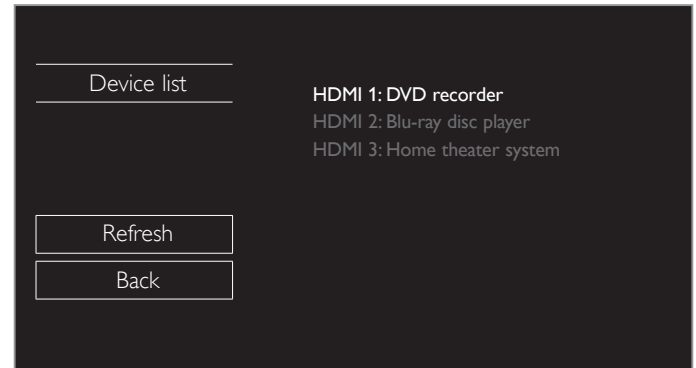 Device list
HDMI 1: DVD recorder
HDMI 2: Blu-ray disc player
HDMI 3: Home theater system
Refresh
Back